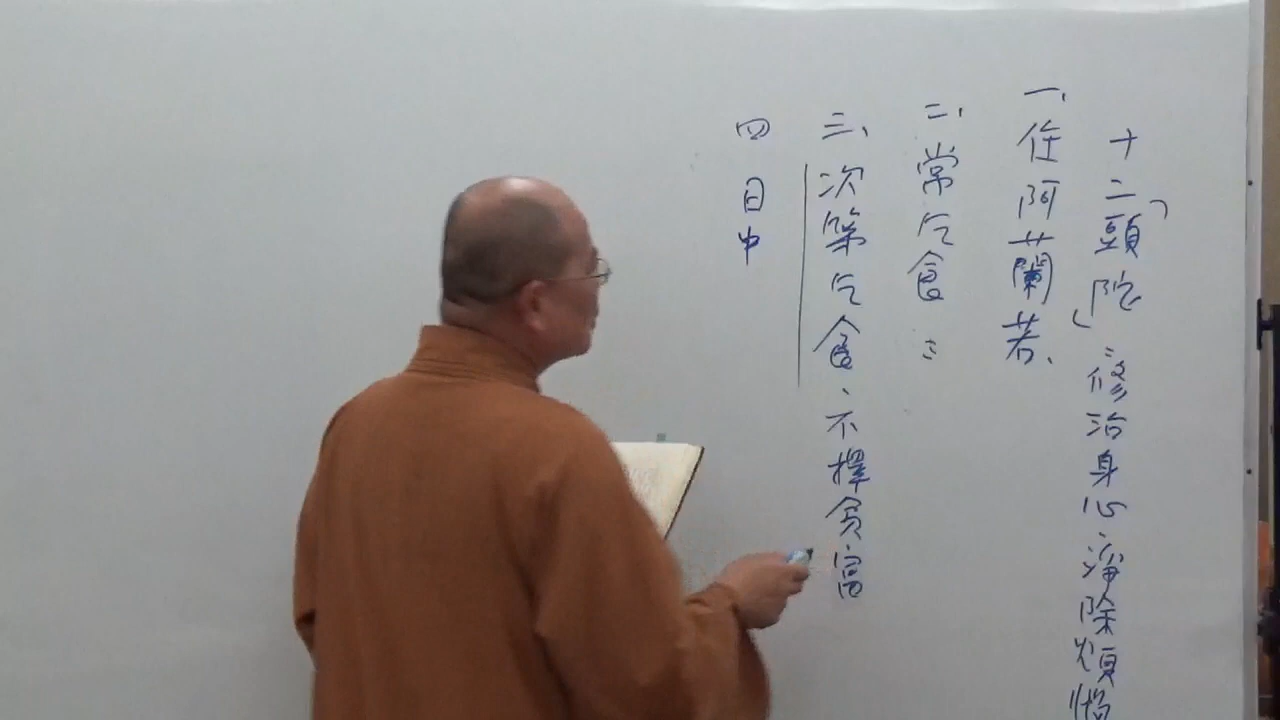 十二「頭陀」：修治身心、淨除煩惱
一、住阿蘭若、
二、常乞食：
三、次第乞食、不擇貧富
四 日中